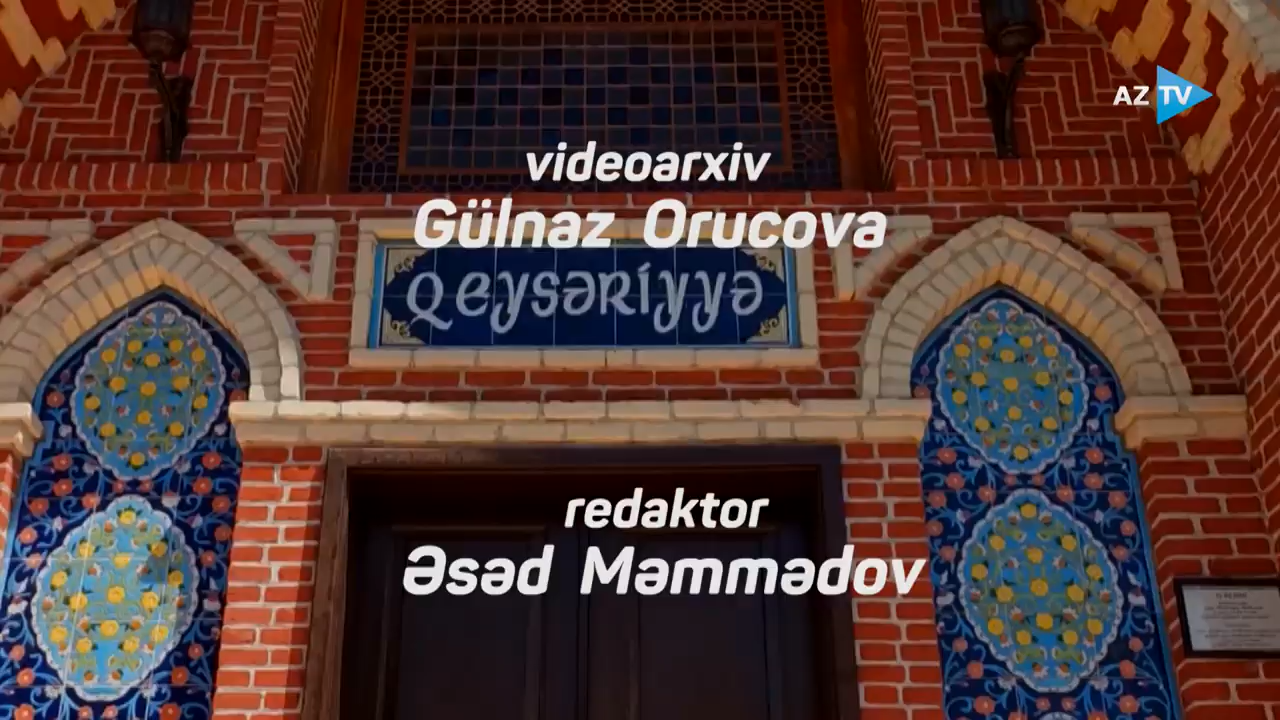 AZ TV
videoarxiv
Gülnaz Orucova
Qeysəriyyə
redaktor
Əsəd Məmmədov